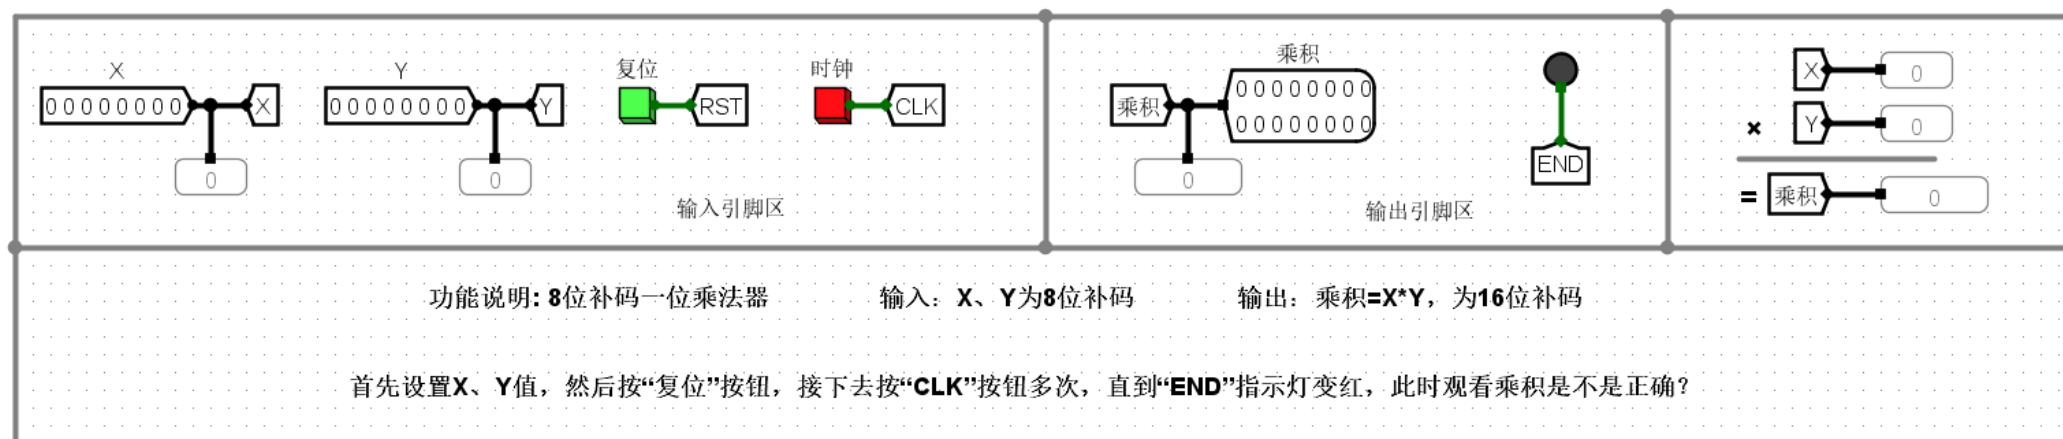 X
Y
复位
时钟
乘积
00000000
X
00000000
Y
RST
CLK
乘积
00000000
00000000
END
X
0
× Y
0
0
0
0
= 乘积
0
输入引脚区
输出引脚区
功能说明: 8位补码一位乘法器
输入：X、Y为8位补码
输出：乘积=X*Y，为16位补码
首先设置X、Y值，然后按“复位”按钮，接下去按“CLK”按钮多次，直到“END”指示灯变红，此时观看乘积是不是正确？